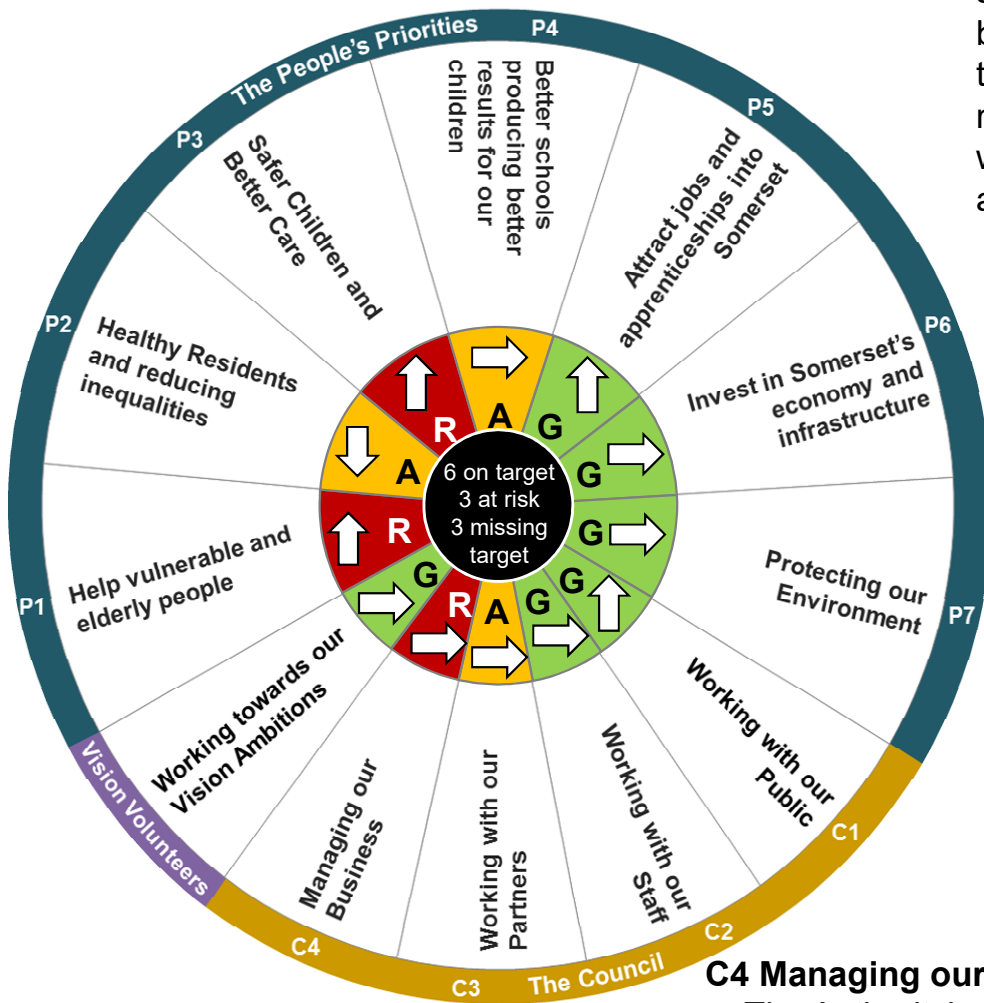 The People's Priorities
P4
P5
P6
P7
C1
C2
The Council
C3
C4
Vision Volunteers
P1
P2
P3
Better schools
producing better
results for our
children
Attract jobs and
apprenticeships into
Somerset
Invest in Somerset's
economy and
infrastructure
Protecting our
Environment
Working with our
Public
Working with our
Staff
Working with our
Partners
Managing our
Business
Working towards our
Vision Ambitions
Help vulnerable and
elderly people
Healthy Residents
and reducing
inequalities
Safer Children and
Better Care
A
G
G
G
G
G
A
R
G
R
A
R
6 on target
3 at risk
3 missing
target
C4 Managing our